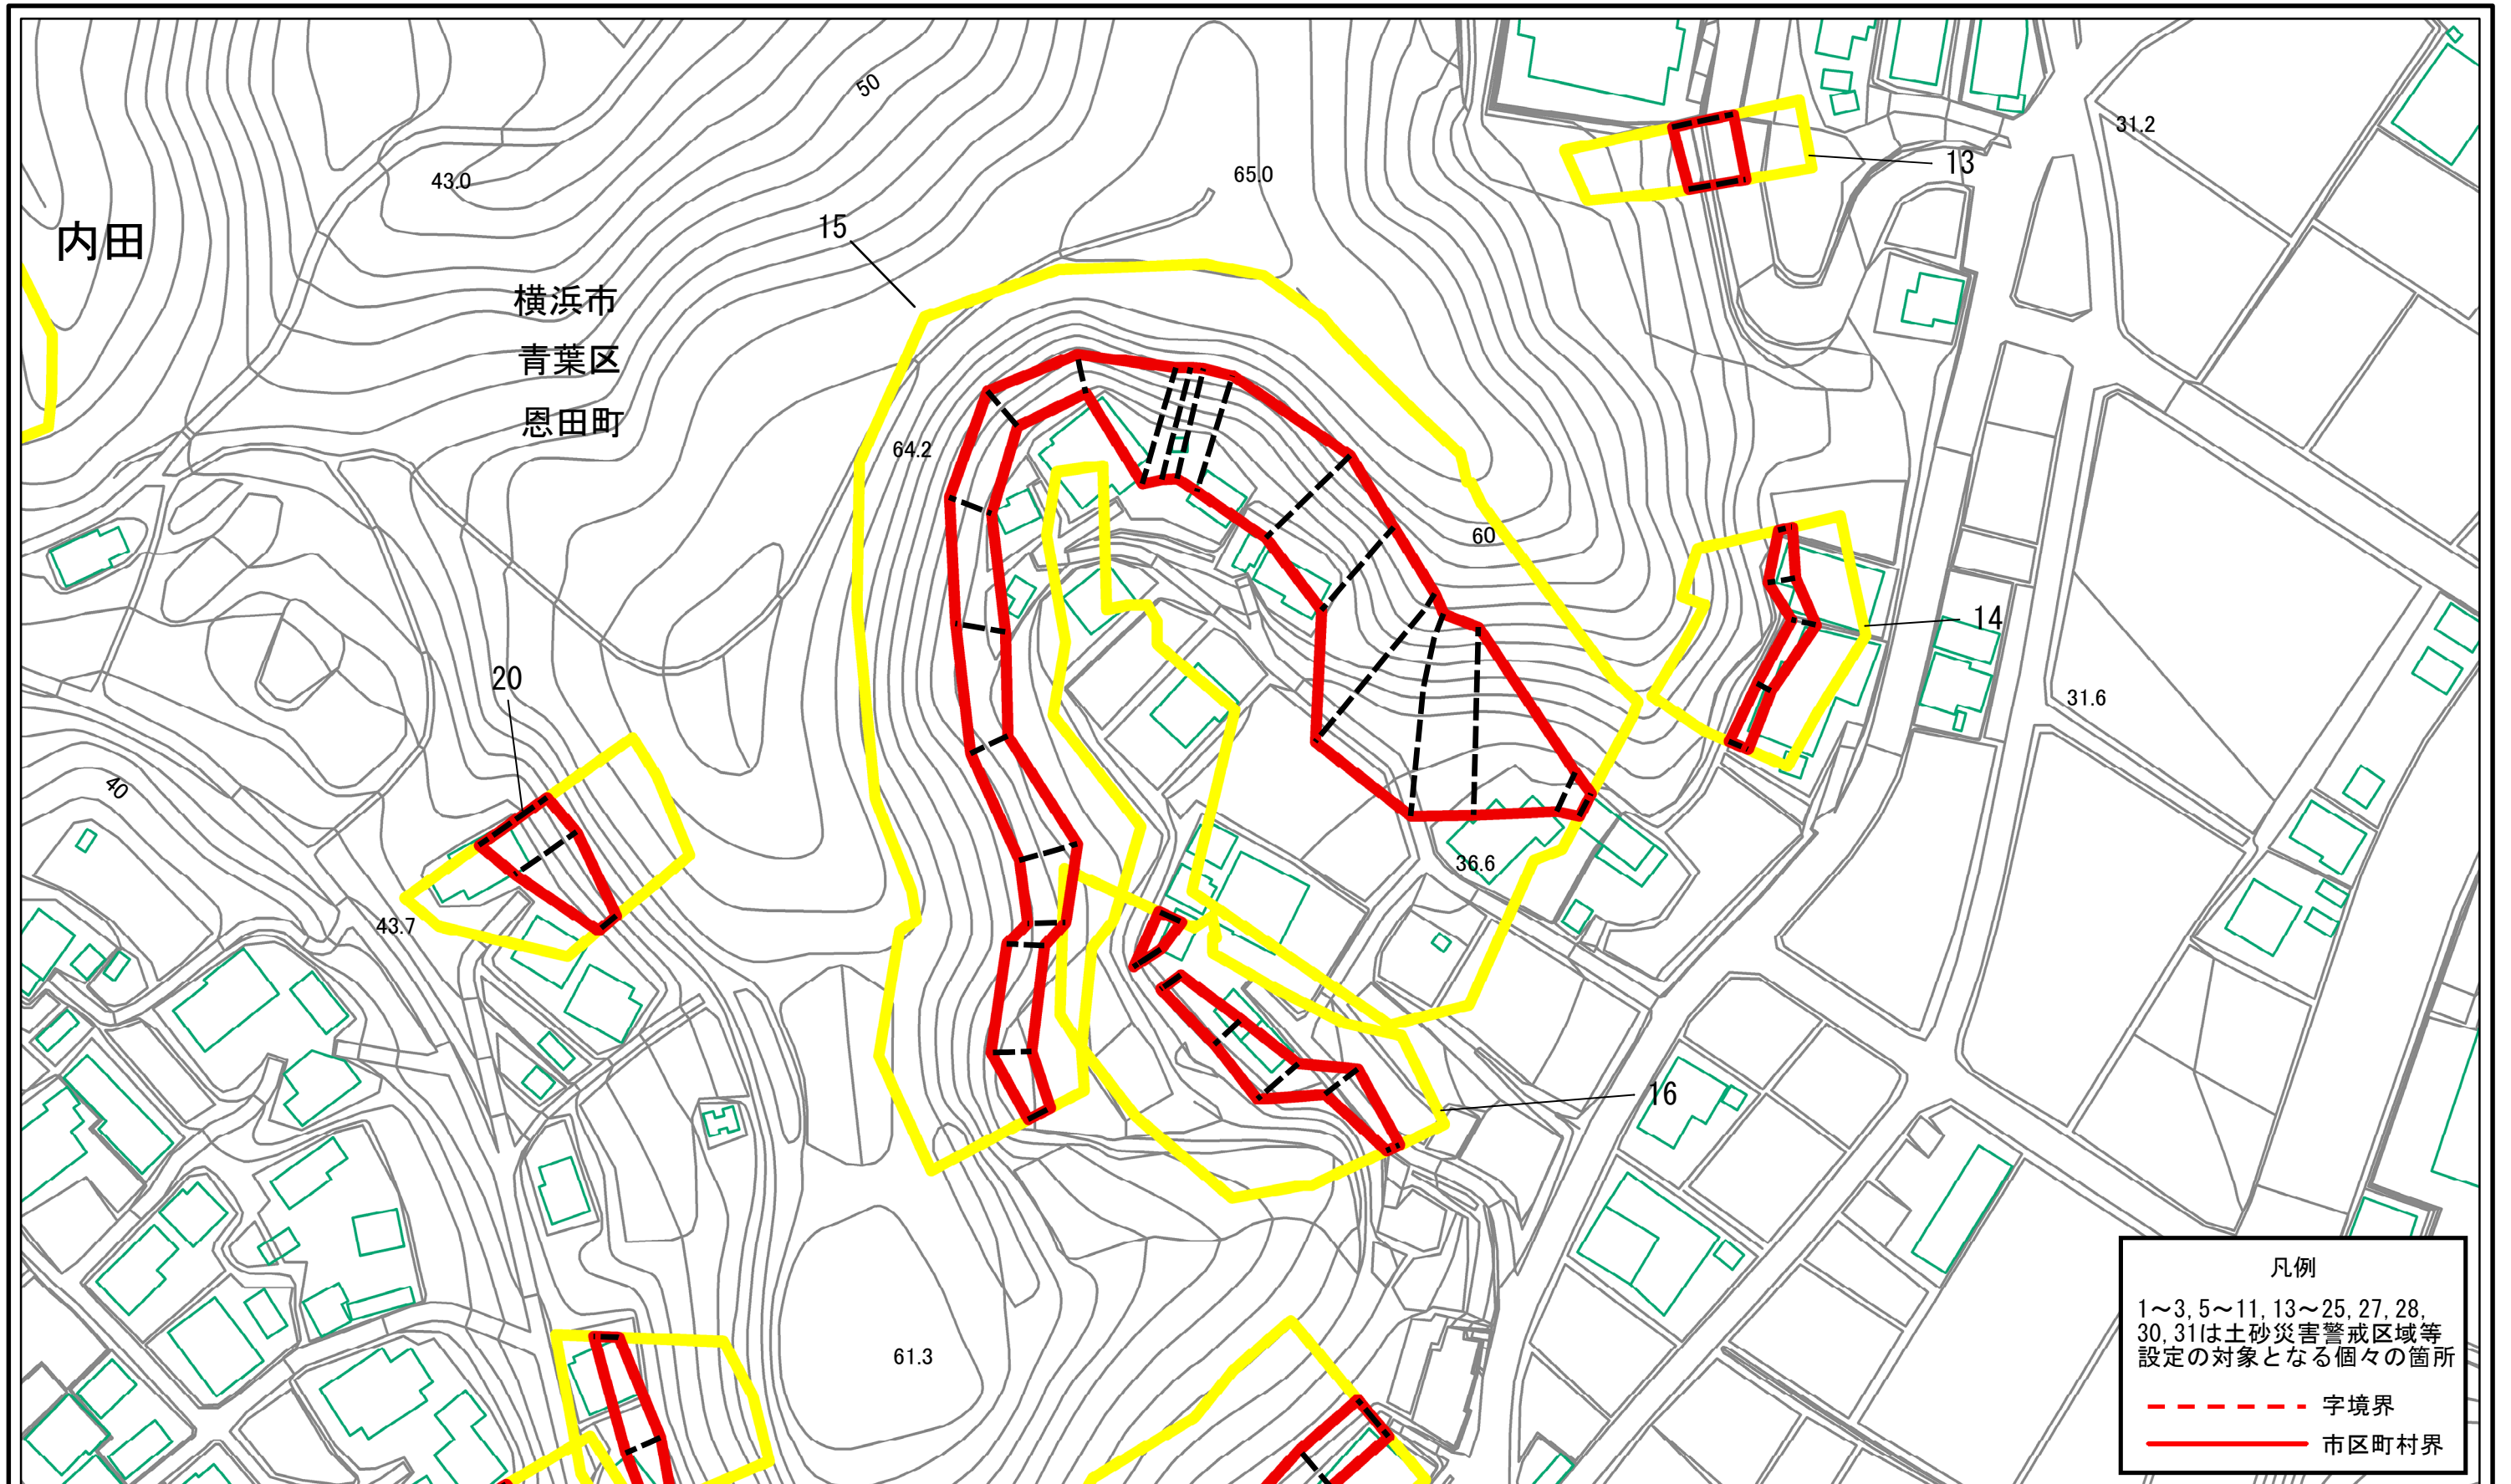 50
31.2
13
43.0
65.0
15
内田
横浜市
青葉区
恩田町
64.2
60
14
20
31.6
40
36.6
43.7
16
61.3
凡例
1～3,5～11,13～25,27,28,
30,31は土砂災害警戒区域等
設定の対象となる個々の箇所
字境界
市区町村界